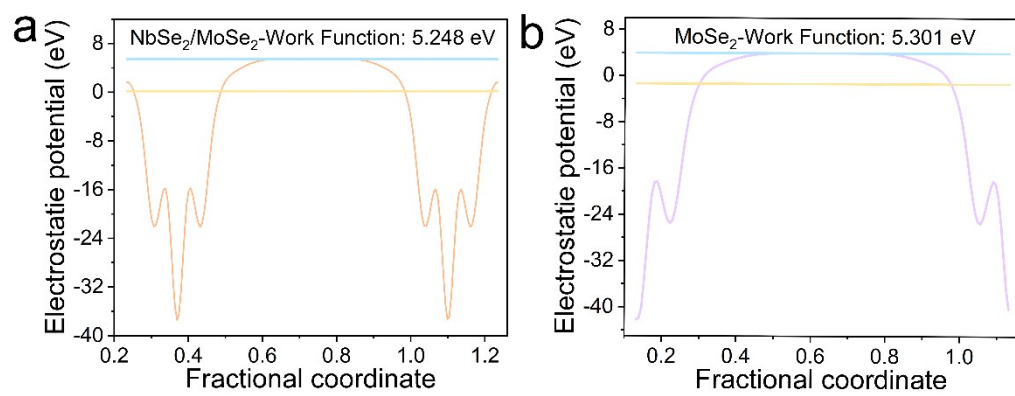 a
NbSe₂/MoSe₂-Work Function: 5.248 eV
Electrostatie potential (eV)
8
0
-8
-16
-24
-32
-40
0.2 0.4 0.6 0.8 1.0 1.2
Fractional coordinate
b
MoSe₂-Work Function: 5.301 eV
Electrostatie potential (eV)
8
0
-8
-16
-24
-32
-40
0.2 0.4 0.6 0.8 1.0
Fractional coordinate